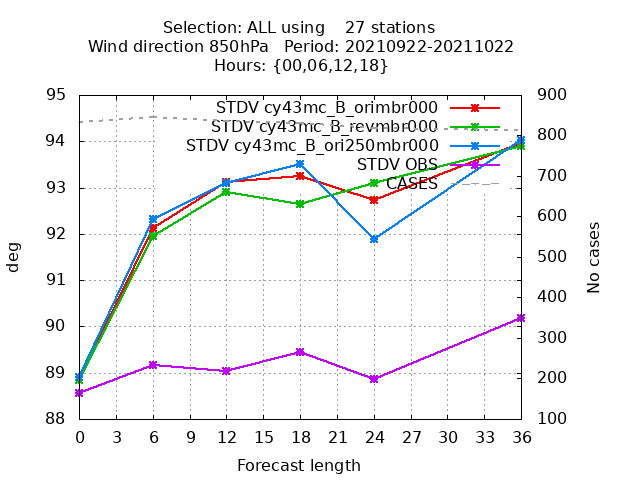 Selection: ALL using    27 stations
Wind direction 850hPa   Period: 20210922-20211022
Hours: {00,06,12,18}
95
94
93
92
91
90
89
88
deg
900
800
700
600
500
400
300
200
100
No cases
STDV cy43mc_B_orimbr000
STDV cy43mc_B_revmbr000
STDV cy43mc_B_ori250mbr000
STDV OBS
CASES
0 3 6 9 12 15 18 21 24 27 30 33 36
Forecast length